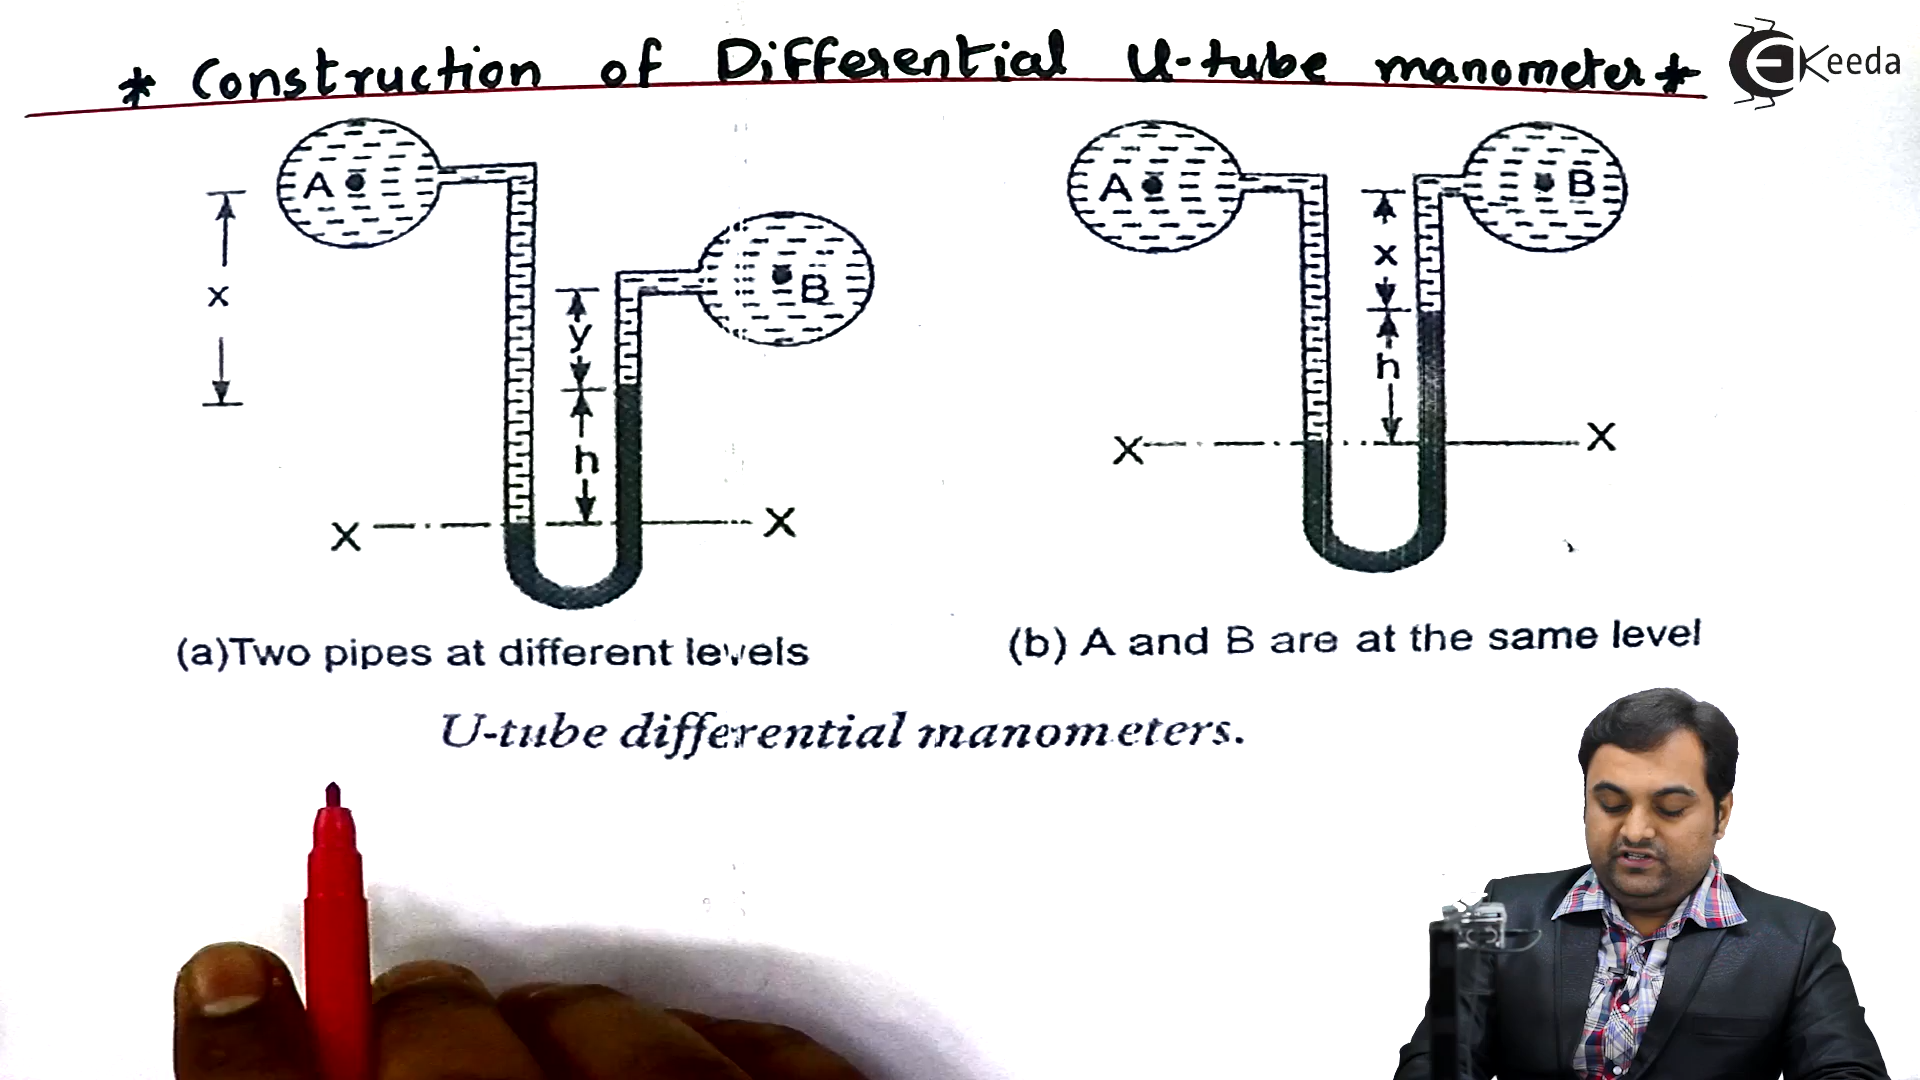 * Construction of Differential U-tube manometer *
EKeeda
A
B
x
y
h
X
X
(a)Two pipes at different levels
A
B
x
h
X
X
(b) A and B are at the same level
U-tube differential manometers.